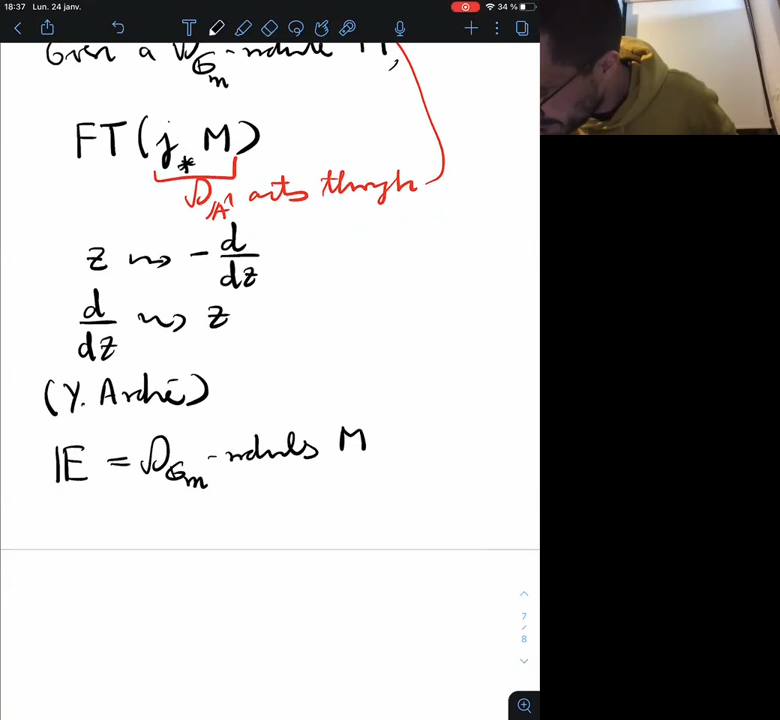 18:37 Lun. 24 janv. 34 %
Given a D_{G_m}-module M,
FT(j_* M)
D_{A^1} acts through
z ⇝ - d/dz
d/dz ⇝ z
(Y. André)
𝔼 = D_{G_m}-modules M
7
/
8